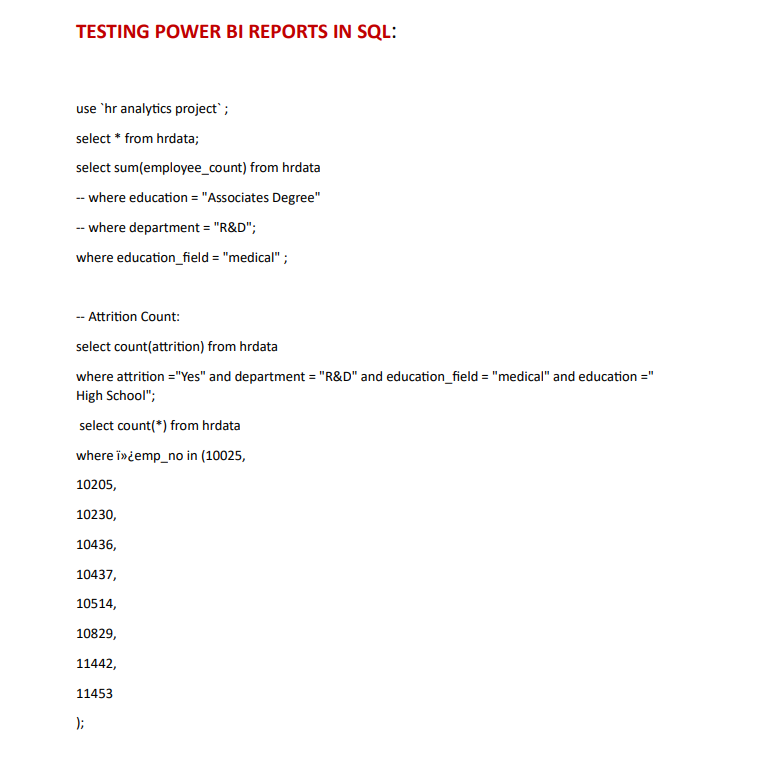 TESTING POWER BI REPORTS IN SQL:
use `hr analytics project` ;
select * from hrdata;
select sum(employee_count) from hrdata
-- where education = "Associates Degree"
-- where department = "R&D";
where education_field = "medical" ;
-- Attrition Count:
select count(attrition) from hrdata
where attrition ="Yes" and department = "R&D" and education_field = "medical" and education ="
High School";
select count(*) from hrdata
where ï»¿emp_no in (10025,
10205,
10230,
10436,
10437,
10514,
10829,
11442,
11453
);